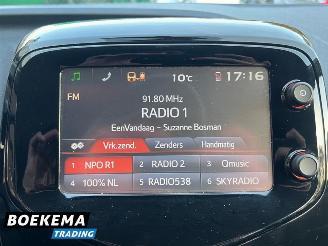 10°c
17:16
FM
91.80 MHz
RADIO 1
EenVandaag - Suzanne Bosman
Vrk.zend. Zenders Handmatig
1 NPO R1 2 RADIO 2 3 Qmusic
4 100% NL 5 RADIO538 6 SKYRADIO
BOEKEMA
TRADING